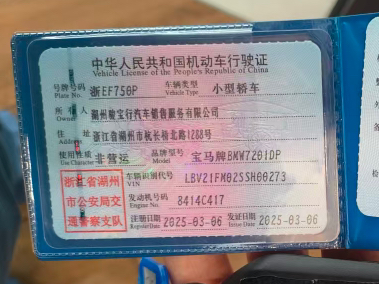 中华人民共和国机动车行驶证
Vehicle License of the People's Republic of China
号牌号码 浙EF750P 车辆类型 小型轿车
Plate No. Vehicle Type
所有人 湖州骏宝行汽车销售服务有限公司
Owner
住址 浙江省湖州市杭长桥北路1288号
Address
使用性质 非营运 品牌型号 宝马牌BMW7201DP
Use Character Model
浙江省湖州
市公安局交
通警察支队
车辆识别代号 LBV21FM02SSH00273
VIN
发动机号码 8414C417
Engine No.
注册日期 2025-03-06 发证日期 2025-03-06
Register Date Issue Date